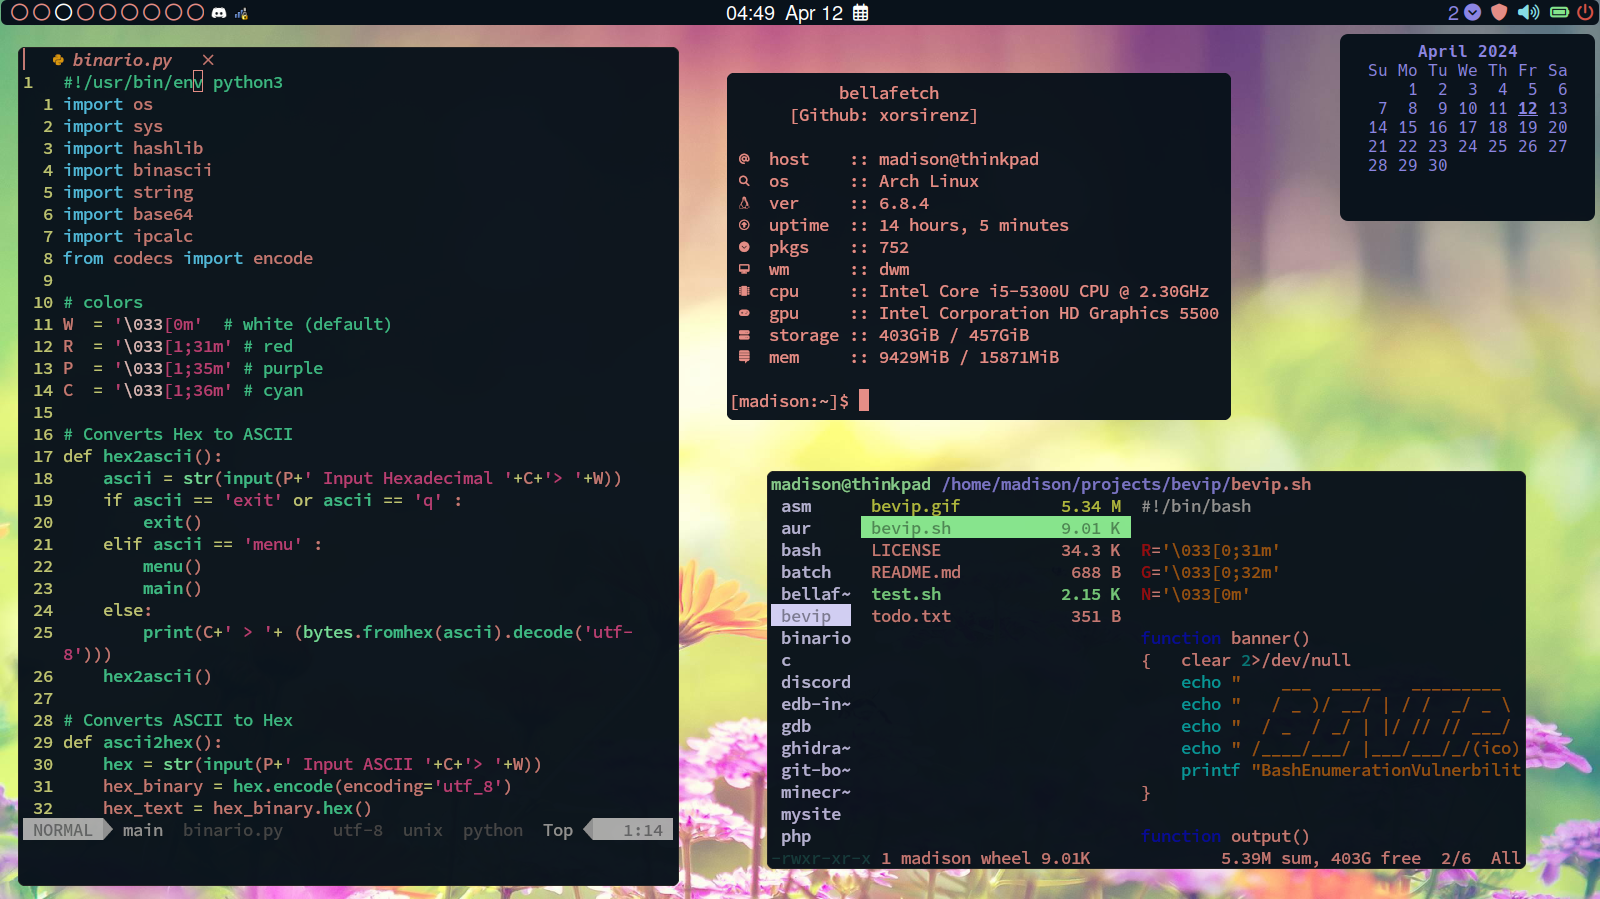 04:49 Apr 12
2
binario.py ×
1 #!/usr/bin/env python3
1 import os
2 import sys
3 import hashlib
4 import binascii
5 import string
6 import base64
7 import ipcalc
8 from codecs import encode
9
10 # colors
11 W = '\033[0m' # white (default)
12 R = '\033[1;31m' # red
13 P = '\033[1;35m' # purple
14 C = '\033[1;36m' # cyan
15
16 # Converts Hex to ASCII
17 def hex2ascii():
18 ascii = str(input(P+' Input Hexadecimal '+C+'> '+W))
19 if ascii == 'exit' or ascii == 'q' :
20 exit()
21 elif ascii == 'menu' :
22 menu()
23 main()
24 else:
25 print(C+' > '+ (bytes.fromhex(ascii).decode('utf-
8')))
26 hex2ascii()
27
28 # Converts ASCII to Hex
29 def ascii2hex():
30 hex = str(input(P+' Input ASCII '+C+'> '+W))
31 hex_binary = hex.encode(encoding='utf_8')
32 hex_text = hex_binary.hex()
NORMAL main binario.py utf-8 unix python Top 1:14
bellafetch
[Github: xorsirenz]
host :: madison@thinkpad
os :: Arch Linux
ver :: 6.8.4
uptime :: 14 hours, 5 minutes
pkgs :: 752
wm :: dwm
cpu :: Intel Core i5-5300U CPU @ 2.30GHz
gpu :: Intel Corporation HD Graphics 5500
storage :: 403GiB / 457GiB
mem :: 9429MiB / 15871MiB
[madison:~]$
April 2024
Su Mo Tu We Th Fr Sa
1 2 3 4 5 6
7 8 9 10 11 12 13
14 15 16 17 18 19 20
21 22 23 24 25 26 27
28 29 30
madison@thinkpad /home/madison/projects/bevip/bevip.sh
asm bevip.gif 5.34 M #!/bin/bash
aur bevip.sh 9.01 K
bash LICENSE 34.3 K R='\033[0;31m'
batch README.md 688 B G='\033[0;32m'
bellaf~ test.sh 2.15 K N='\033[0m'
bevip todo.txt 351 B
binario function banner()
c { clear 2>/dev/null
discord echo " ___ _____ _________
edb-in~ echo " / _ )/ __/ | / / _/ _ \
gdb echo " / _ / _/ | |/ // // ___/
ghidra~ echo " /____/___/ |___/___/_/(ico)
git-bo~ printf "BashEnumerationVulnerbilit
minecr~ }
mysite
php function output()
-rwxr-xr-x 1 madison wheel 9.01K 5.39M sum, 403G free 2/6 All